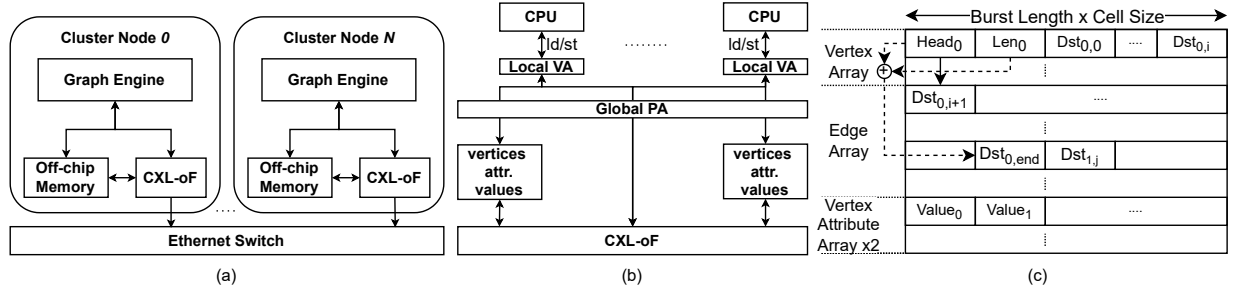 Cluster Node 0
Graph Engine
Off-chip
Memory
CXL-oF
Cluster Node N
Graph Engine
Off-chip
Memory
CXL-oF
....
Ethernet Switch
(a)
CPU
ld/st
Local VA
........
CPU
ld/st
Local VA
Global PA
vertices
attr.
values
vertices
attr.
values
CXL-oF
(b)
Burst Length x Cell Size
Vertex
Array
Head0 Len0 Dst0,0 .... Dst0,i
+
Edge
Array
Dst0,i+1 ....
Dst0,end Dst1,j
Vertex
Attribute
Array x2
Value0 Value1 ....
(c)